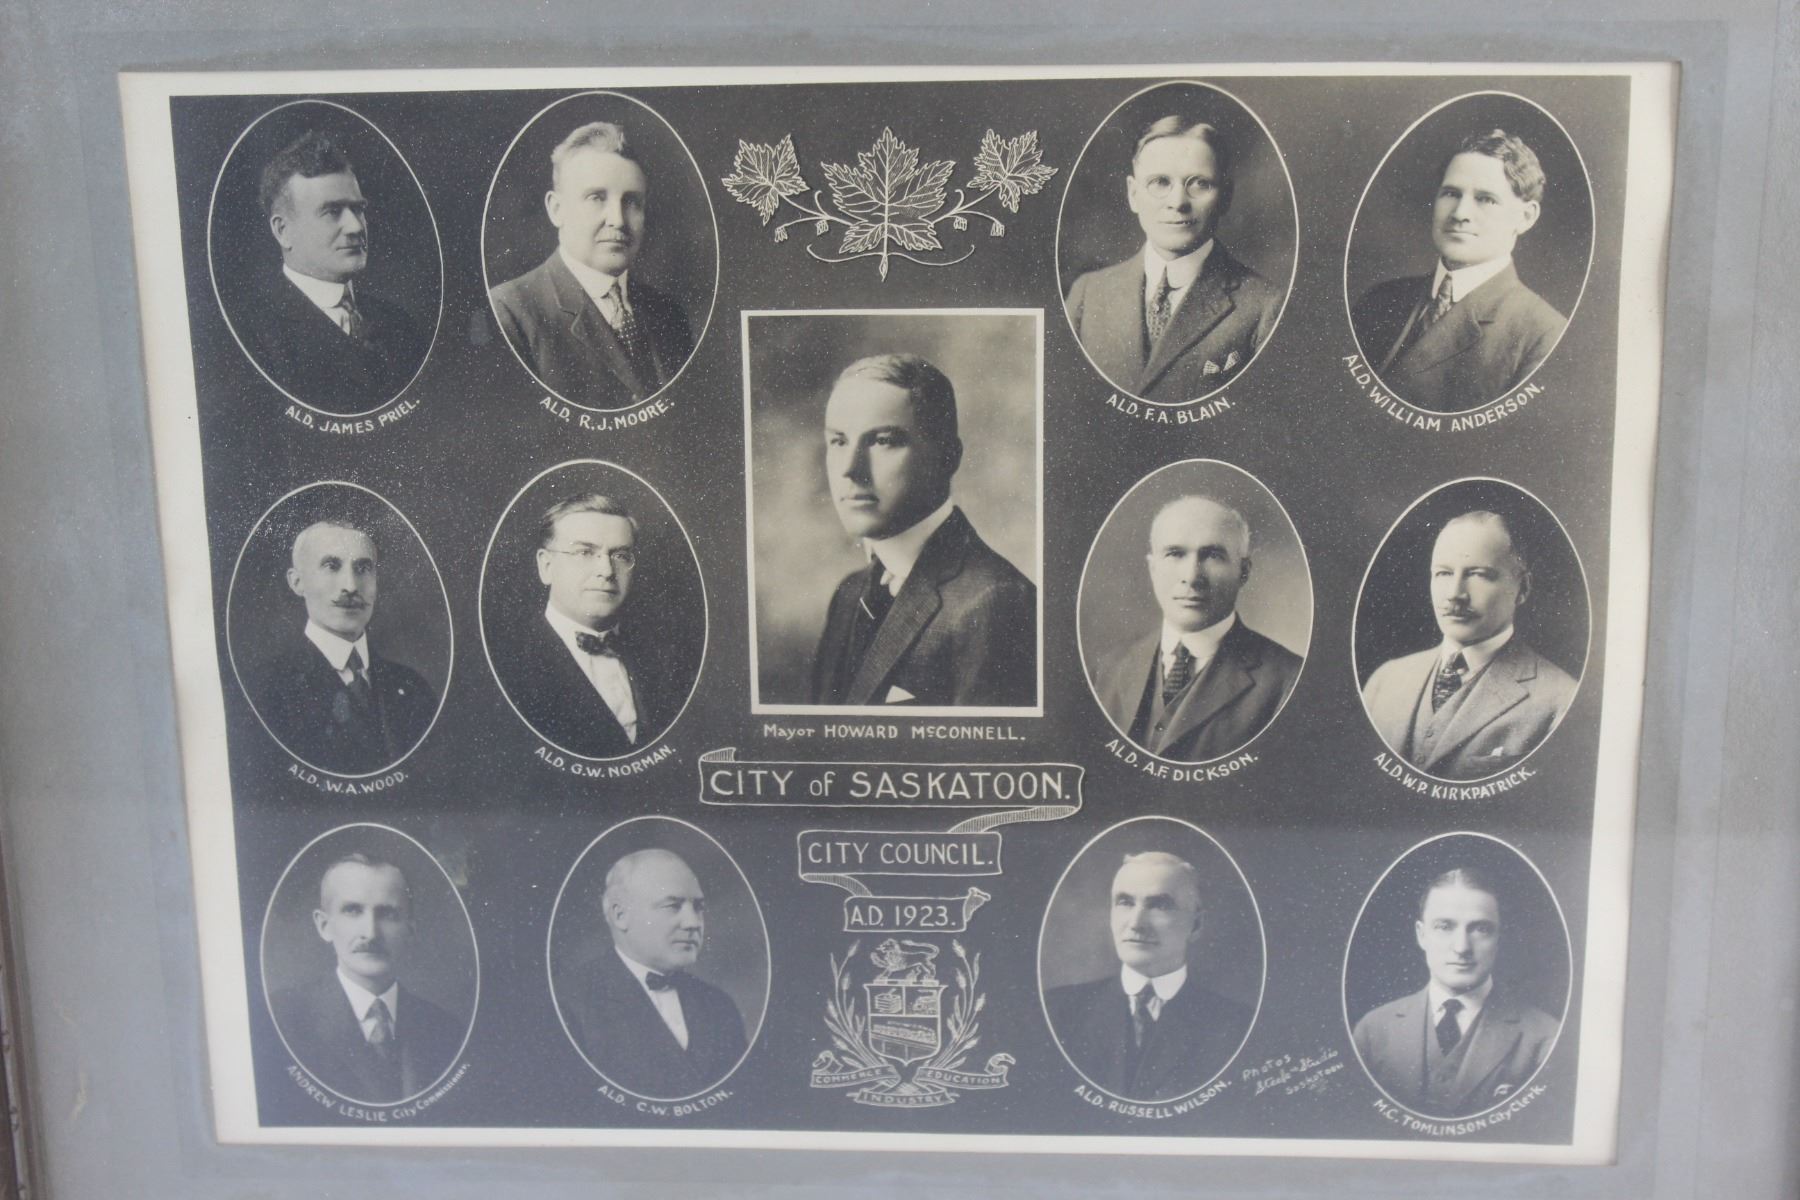 ALD. JAMES PRIEL.
ALD. R.J. MOORE.
ALD. F.A. BLAIN.
ALD. WILLIAM ANDERSON.
ALD. W.A. WOOD.
ALD. G.W. NORMAN.
Mayor HOWARD McCONNELL.
ALD. A.F. DICKSON.
ALD. W.P. KIRKPATRICK.
CITY of SASKATOON.
CITY COUNCIL.
A.D. 1923.
COMMERCE EDUCATION
INDUSTRY
ANDREW LESLIE City Commissioner.
ALD. C.W. BOLTON.
ALD. RUSSELL WILSON.
Photos
Steele Studio
Saskatoon
M.C. TOMLINSON City Clerk.